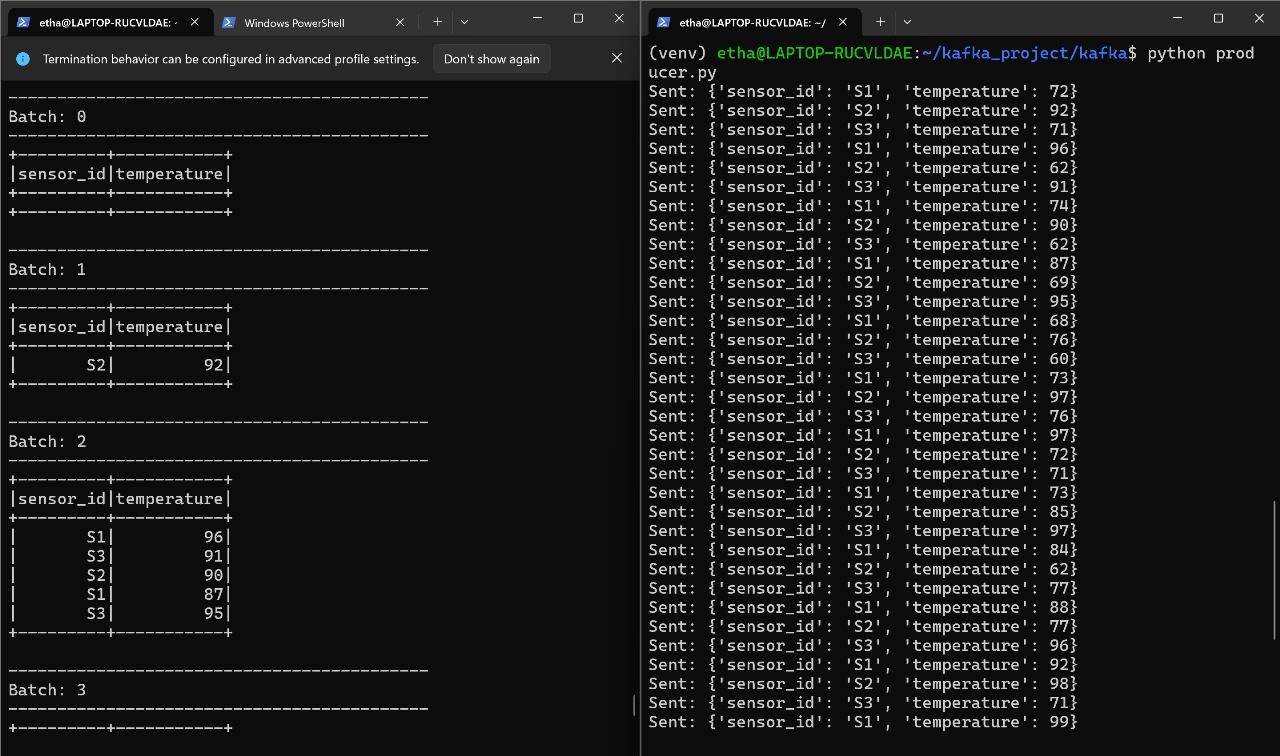 etha@LAPTOP-RUCVLDAE: -
Windows PowerShell
Termination behavior can be configured in advanced profile settings.
Don't show again
-------------------------------------------
Batch: 0
-------------------------------------------
+---------+-----------+
|sensor_id|temperature|
+---------+-----------+
+---------+-----------+
-------------------------------------------
Batch: 1
-------------------------------------------
+---------+-----------+
|sensor_id|temperature|
+---------+-----------+
|       S2|         92|
+---------+-----------+
-------------------------------------------
Batch: 2
-------------------------------------------
+---------+-----------+
|sensor_id|temperature|
+---------+-----------+
|       S1|         96|
|       S3|         91|
|       S2|         90|
|       S1|         87|
|       S3|         95|
+---------+-----------+
-------------------------------------------
Batch: 3
-------------------------------------------
+---------+-----------+
etha@LAPTOP-RUCVLDAE: ~/
(venv) etha@LAPTOP-RUCVLDAE:~/kafka_project/kafka$ python prod
ucer.py
Sent: {'sensor_id': 'S1', 'temperature': 72}
Sent: {'sensor_id': 'S2', 'temperature': 92}
Sent: {'sensor_id': 'S3', 'temperature': 71}
Sent: {'sensor_id': 'S1', 'temperature': 96}
Sent: {'sensor_id': 'S2', 'temperature': 62}
Sent: {'sensor_id': 'S3', 'temperature': 91}
Sent: {'sensor_id': 'S1', 'temperature': 74}
Sent: {'sensor_id': 'S2', 'temperature': 90}
Sent: {'sensor_id': 'S3', 'temperature': 62}
Sent: {'sensor_id': 'S1', 'temperature': 87}
Sent: {'sensor_id': 'S2', 'temperature': 69}
Sent: {'sensor_id': 'S3', 'temperature': 95}
Sent: {'sensor_id': 'S1', 'temperature': 68}
Sent: {'sensor_id': 'S2', 'temperature': 76}
Sent: {'sensor_id': 'S3', 'temperature': 60}
Sent: {'sensor_id': 'S1', 'temperature': 73}
Sent: {'sensor_id': 'S2', 'temperature': 97}
Sent: {'sensor_id': 'S3', 'temperature': 76}
Sent: {'sensor_id': 'S1', 'temperature': 97}
Sent: {'sensor_id': 'S2', 'temperature': 72}
Sent: {'sensor_id': 'S3', 'temperature': 71}
Sent: {'sensor_id': 'S1', 'temperature': 73}
Sent: {'sensor_id': 'S2', 'temperature': 85}
Sent: {'sensor_id': 'S3', 'temperature': 97}
Sent: {'sensor_id': 'S1', 'temperature': 84}
Sent: {'sensor_id': 'S2', 'temperature': 62}
Sent: {'sensor_id': 'S3', 'temperature': 77}
Sent: {'sensor_id': 'S1', 'temperature': 88}
Sent: {'sensor_id': 'S2', 'temperature': 77}
Sent: {'sensor_id': 'S3', 'temperature': 96}
Sent: {'sensor_id': 'S1', 'temperature': 92}
Sent: {'sensor_id': 'S2', 'temperature': 98}
Sent: {'sensor_id': 'S3', 'temperature': 71}
Sent: {'sensor_id': 'S1', 'temperature': 99}